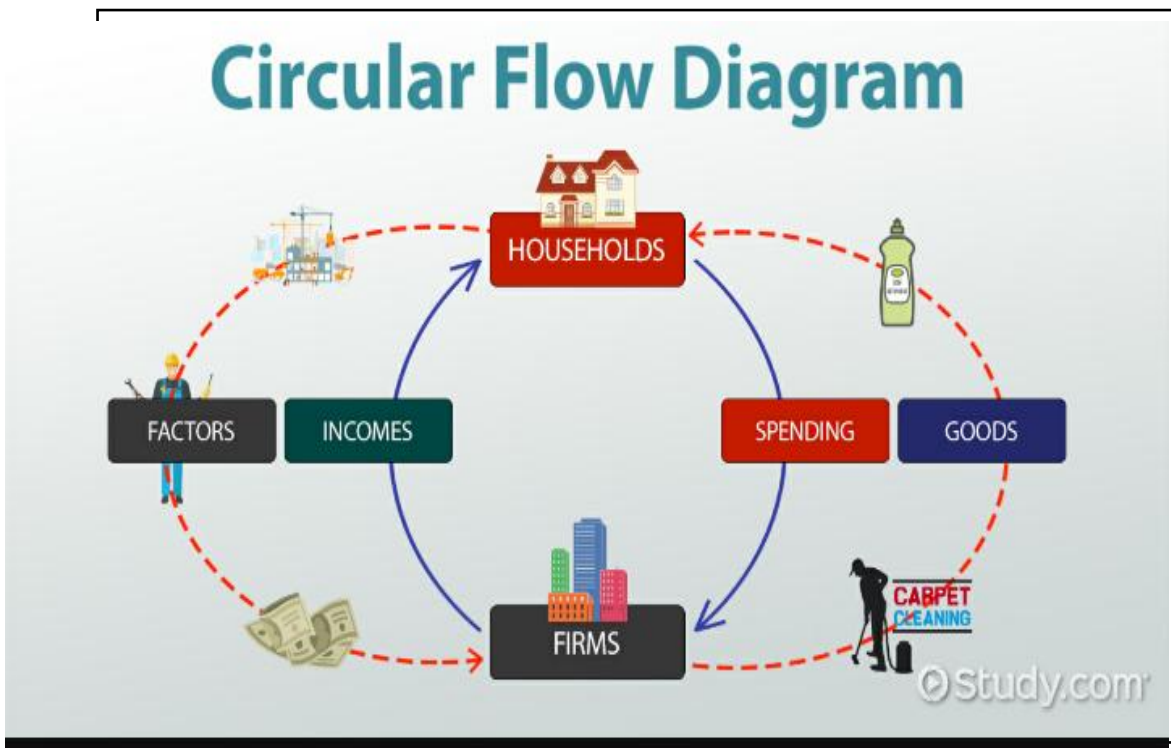 Circular Flow Diagram
HOUSEHOLDS
FACTORS
INCOMES
SPENDING
GOODS
FIRMS
CARPET
CLEANING
Study.com